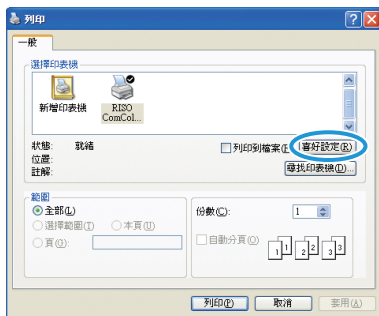 列印
一般
選擇印表機
新增印表機
RISO
ComCol...
狀態: 就緒
位置:
註解:
列印到檔案(F)
喜好設定(R)
尋找印表機(D)...
範圍
全部(L)
選擇範圍(T) 本頁(U)
頁(G):
份數(C): 1
自動分頁(O)
1 1 2 2 3 3
列印(P) 取消 套用(A)